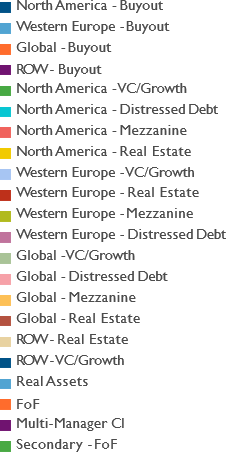 North America - Buyout
Western Europe - Buyout
Global - Buyout
ROW - Buyout
North America - VC/Growth
North America - Distressed Debt
North America - Mezzanine
North America - Real Estate
Western Europe - VC/Growth
Western Europe - Real Estate
Western Europe - Mezzanine
Western Europe - Distressed Debt
Global - VC/Growth
Global - Distressed Debt
Global - Mezzanine
Global - Real Estate
ROW - Real Estate
ROW - VC/Growth
Real Assets
FoF
Multi-Manager CI
Secondary - FoF